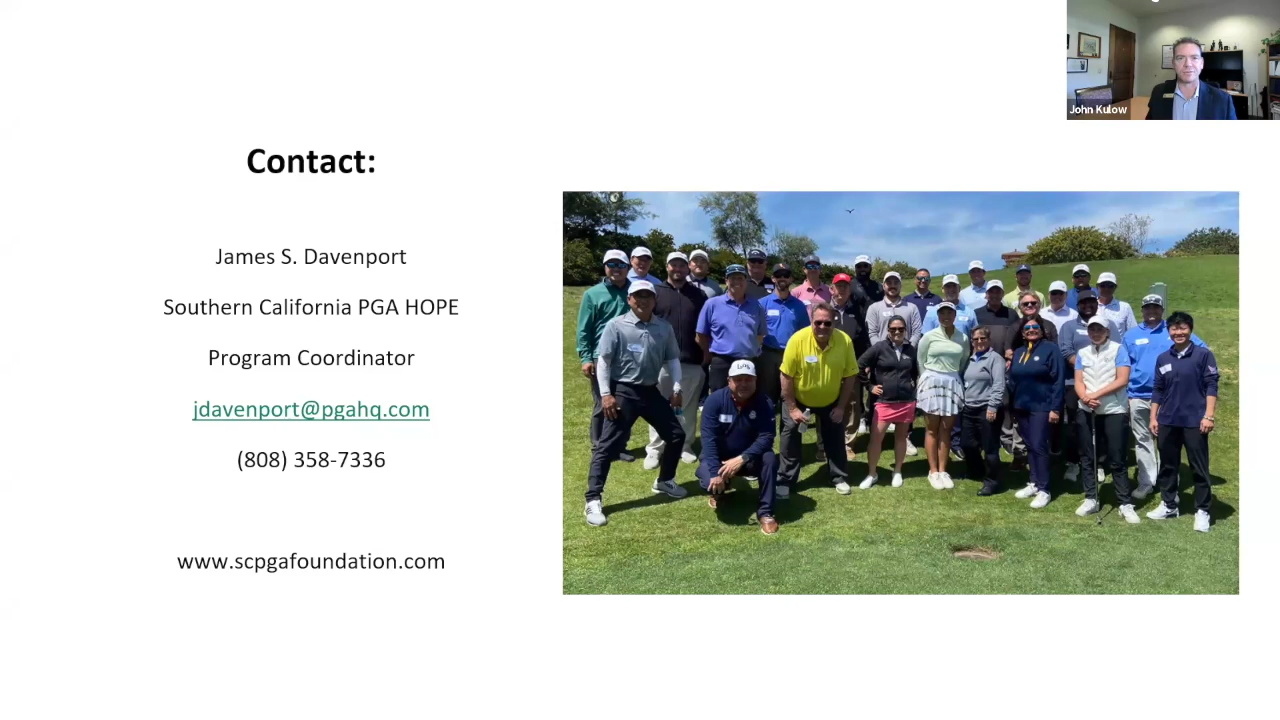 John Kulow
Contact:
James S. Davenport
Southern California PGA HOPE
Program Coordinator
jdavenport@pgahq.com
(808) 358-7336
www.scpgafoundation.com